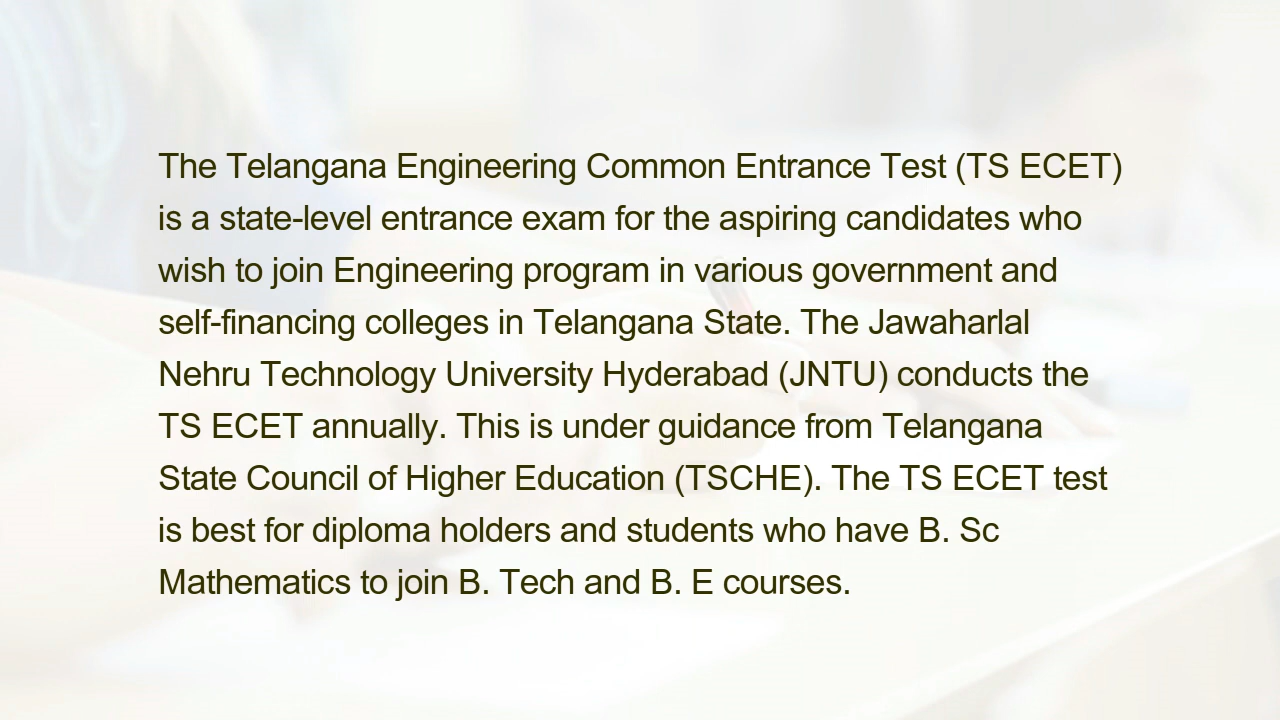 The Telangana Engineering Common Entrance Test (TS ECET)
is a state-level entrance exam for the aspiring candidates who
wish to join Engineering program in various government and
self-financing colleges in Telangana State. The Jawaharlal
Nehru Technology University Hyderabad (JNTU) conducts the
TS ECET annually. This is under guidance from Telangana
State Council of Higher Education (TSCHE). The TS ECET test
is best for diploma holders and students who have B. Sc
Mathematics to join B. Tech and B. E courses.